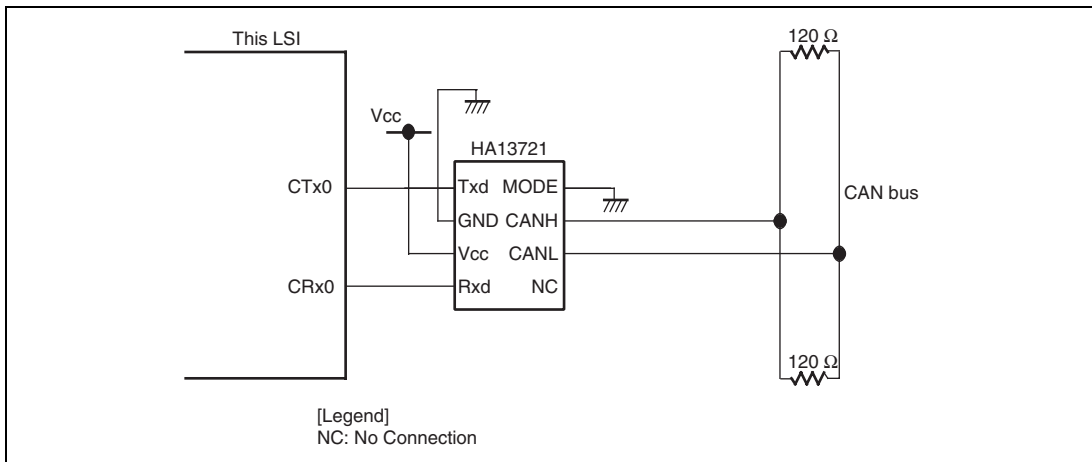 This LSI
120 Ω
Vcc
HA13721
CTx0
Txd MODE
CAN bus
GND CANH
Vcc CANL
CRx0
Rxd NC
120 Ω
[Legend]
NC: No Connection